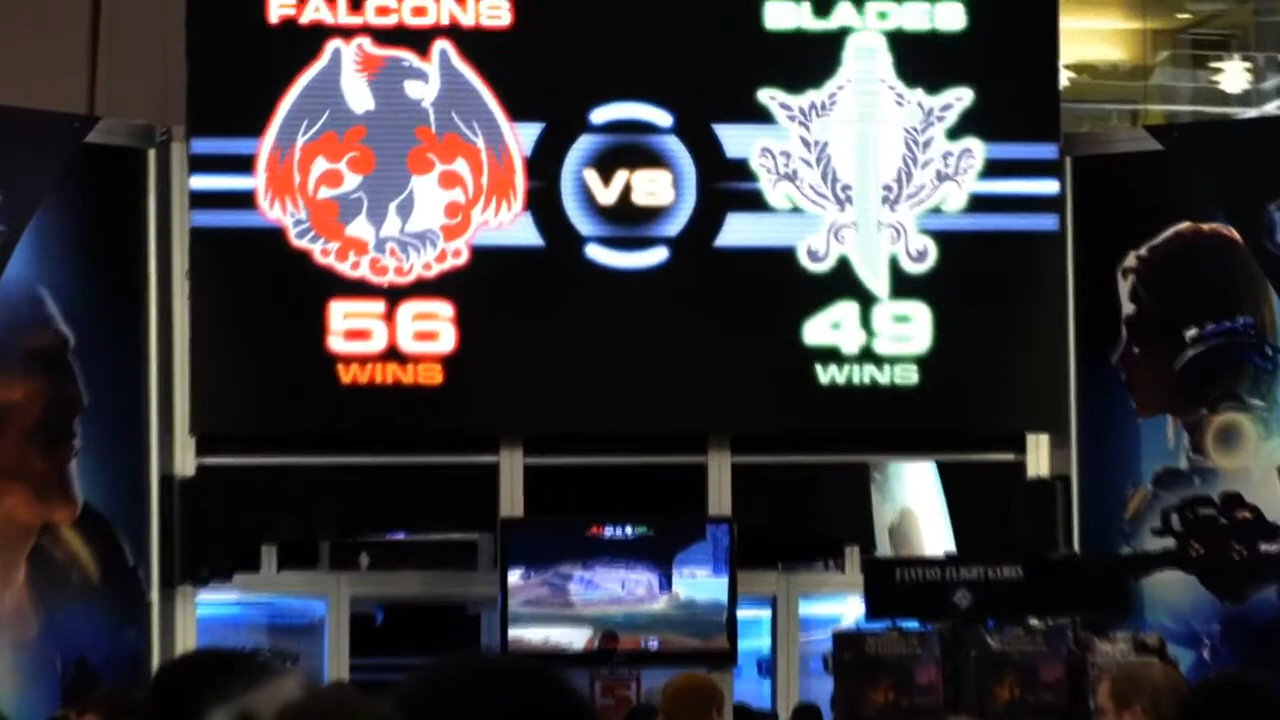 FALCONS
BLADES
VS
56
49
WINS
WINS
FANTASY FLIGHT GAMES